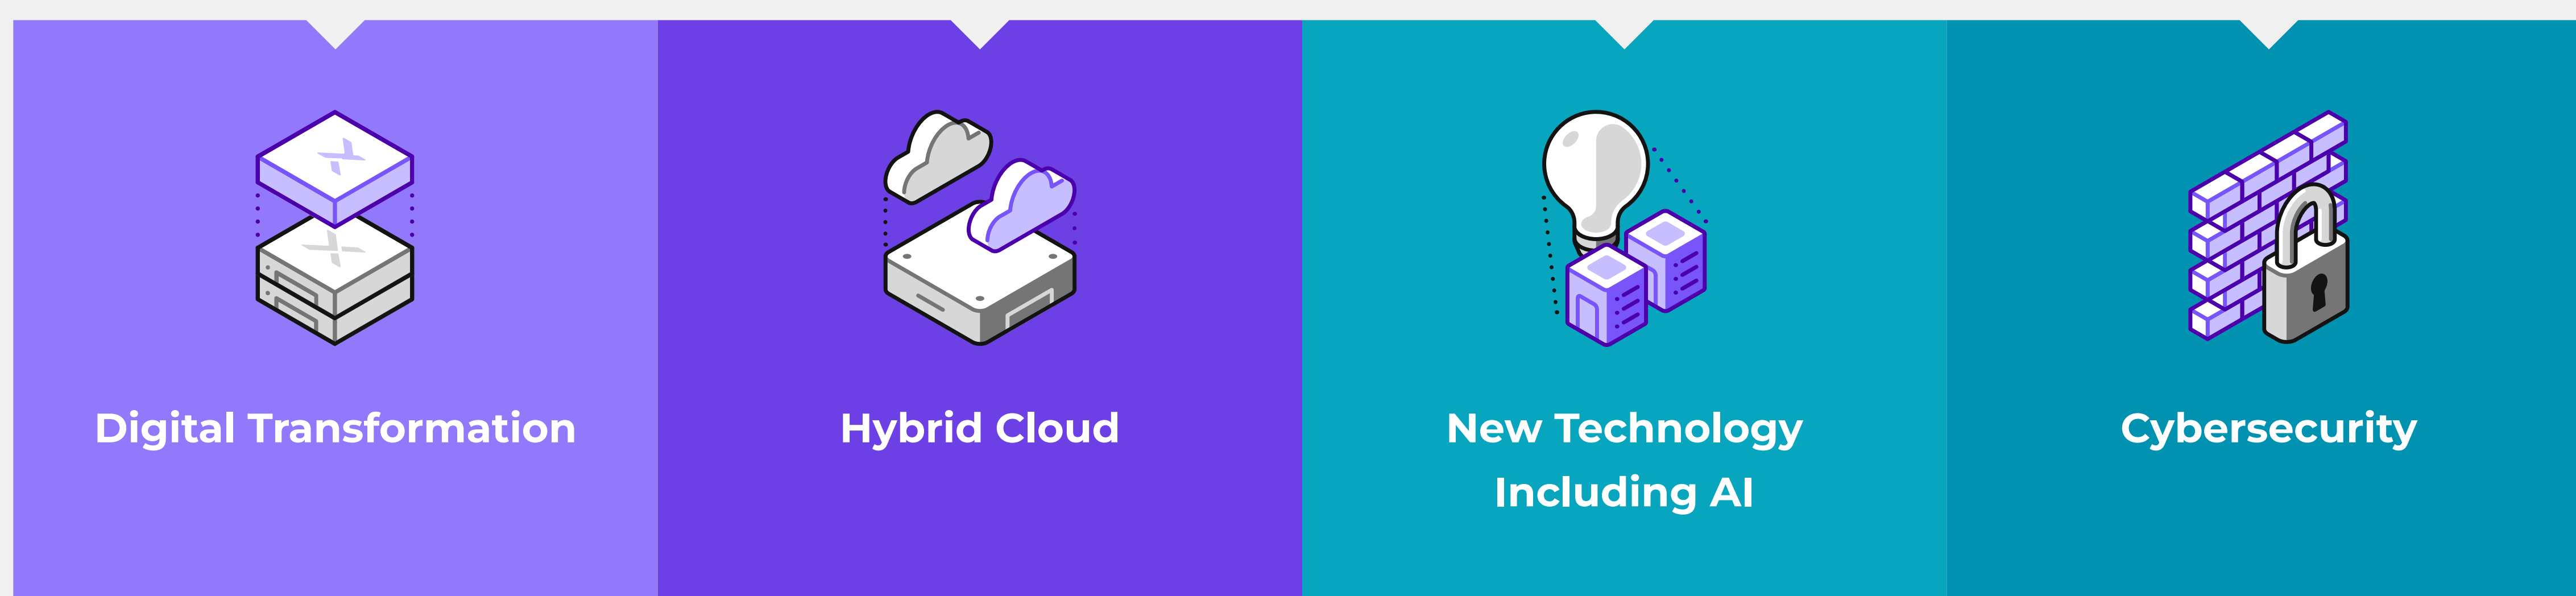 Digital Transformation
Hybrid Cloud
New Technology
Including AI
Cybersecurity